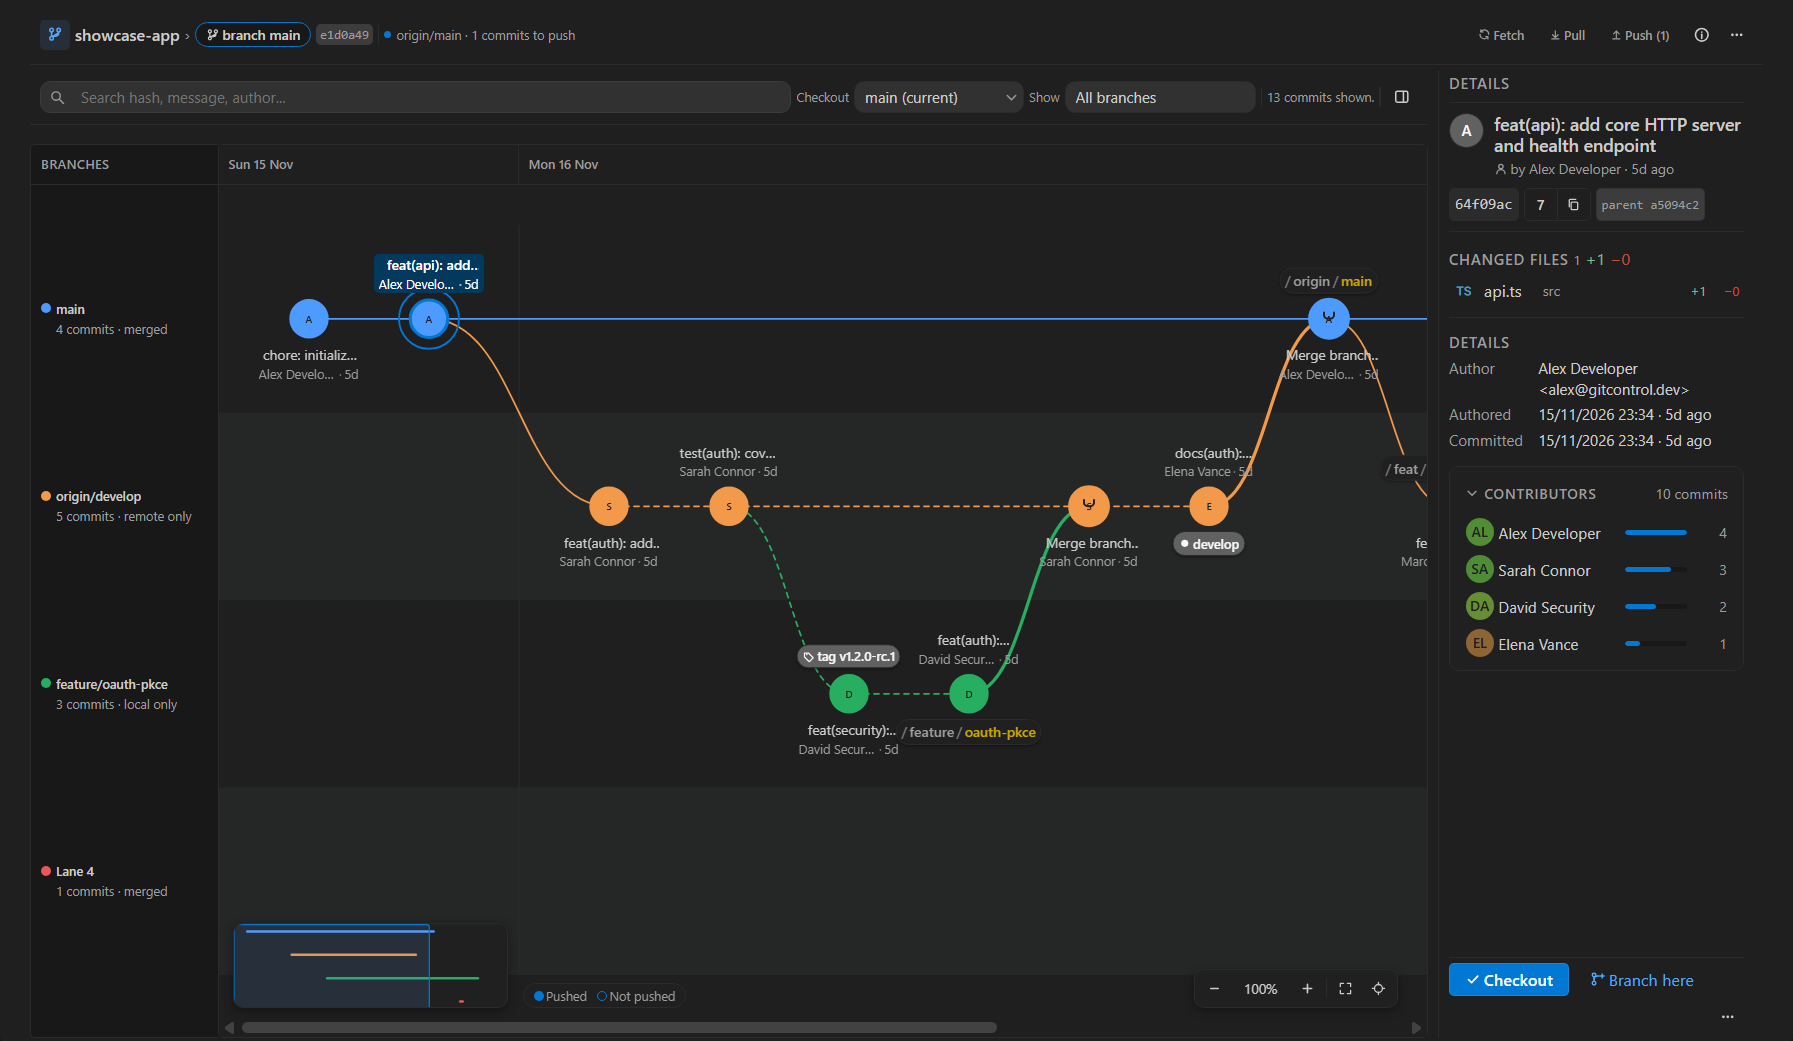 showcase-app › branch main e1d0a49 origin/main · 1 commits to push
Fetch Pull Push (1)
Search hash, message, author...
Checkout main (current) Show All branches 13 commits shown.
BRANCHES
Sun 15 Nov
Mon 16 Nov
main
4 commits · merged
origin/develop
5 commits · remote only
feature/oauth-pkce
3 commits · local only
Lane 4
1 commits · merged
feat(api): add..
Alex Develo... · 5d
A
A
chore: initializ...
Alex Develo... · 5d
/ origin / main
Merge branch..
Alex Develo... · 5d
test(auth): cov...
Sarah Connor · 5d
docs(auth):...
Elena Vance · 5d
/ feat /
S
S
S
E
feat(auth): add..
Sarah Connor · 5d
Merge branch..
Sarah Connor · 5d
develop
fe
Marc
tag v1.2.0-rc.1
feat(auth):...
David Secur... · 5d
D
D
feat(security):..
David Secur... · 5d
/ feature / oauth-pkce
Pushed Not pushed
− 100% +
DETAILS
A
feat(api): add core HTTP server
and health endpoint
by Alex Developer · 5d ago
64f09ac 7 parent a5094c2
CHANGED FILES 1 +1 −0
TS api.ts src +1 −0
DETAILS
Author Alex Developer
<alex@gitcontrol.dev>
Authored 15/11/2026 23:34 · 5d ago
Committed 15/11/2026 23:34 · 5d ago
CONTRIBUTORS 10 commits
AL Alex Developer 4
SA Sarah Connor 3
DA David Security 2
EL Elena Vance 1
Checkout Branch here